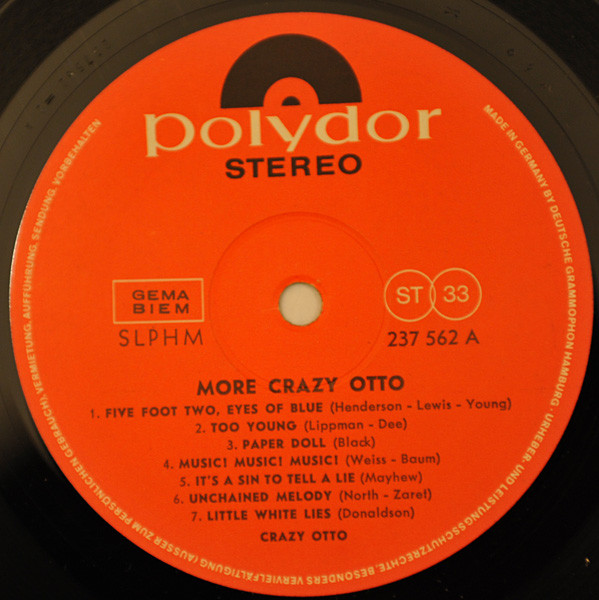 polydor
STEREO
GEMA
BIEM
SLPHM
ST 33
237 562 A
MORE CRAZY OTTO
1. FIVE FOOT TWO, EYES OF BLUE (Henderson - Lewis - Young)
2. TOO YOUNG (Lippman - Dee)
3. PAPER DOLL (Black)
4. MUSIC! MUSIC! MUSIC! (Weiss - Baum)
5. IT'S A SIN TO TELL A LIE (Mayhew)
6. UNCHAINED MELODY (North - Zaret)
7. LITTLE WHITE LIES (Donaldson)
CRAZY OTTO
MADE IN GERMANY BY DEUTSCHE GRAMMOPHON HAMBURG · URHEBER- UND LEISTUNGSSCHUTZRECHTE, BESONDERS VERVIELFÄLTIGUNG (AUSSER ZUM PERSÖNLICHEN GEBRAUCH), VERMIETUNG, AUFFÜHRUNG, SENDUNG, VORBEHALTEN